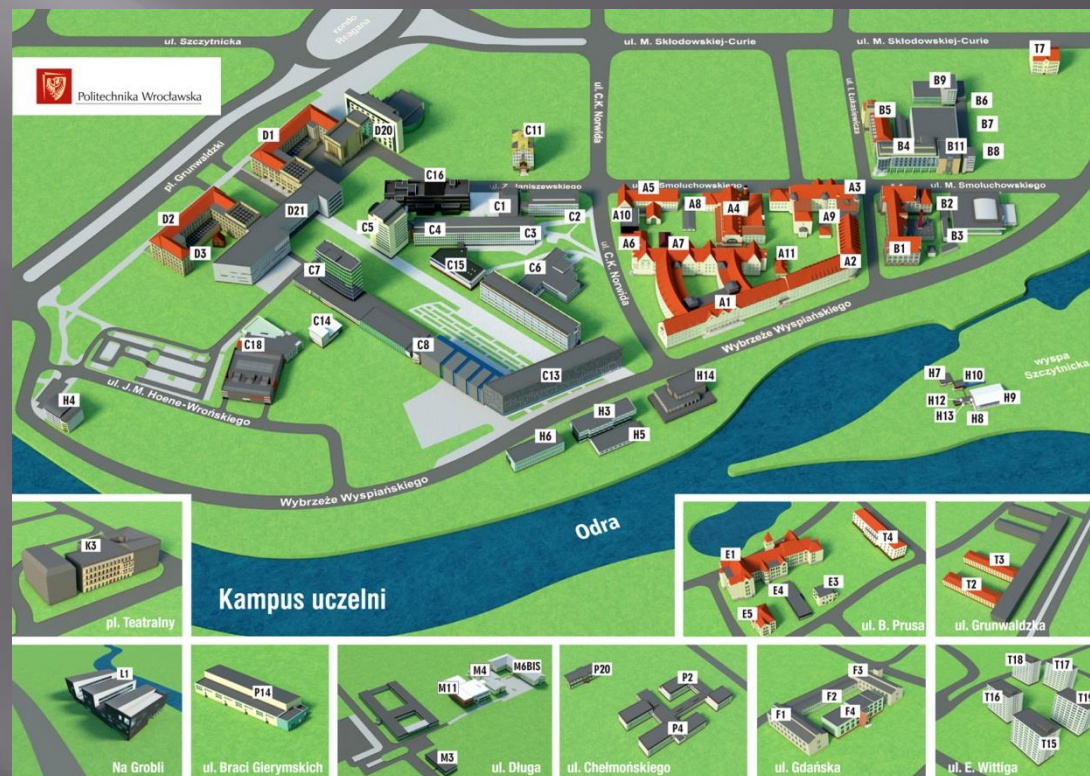 ul. Szczytnicka
rondo
Reagana
ul. M. Skłodowskiej-Curie
ul. M. Skłodowskiej-Curie
T7
Politechnika Wrocławska
pl. Grunwaldzki
ul. C.K. Norwida
ul. I. Łukasiewicza
B9
B6
B5
B7
B4
B11
B8
D1
D20
C11
C16
ul. Z. Janiszewskiego
ul. Smoluchowskiego
ul. M. Smoluchowskiego
A5
A3
A8
A4
A10
A9
A6
A7
A11
A2
A1
B2
B3
B1
D2
D21
D3
C5
C1
C2
C4
C3
C15
C6
C7
ul. C.K. Norwida
Wybrzeże Wyspiańskiego
C14
C8
C18
C13
ul. J.M. Hoene-Wrońskiego
H4
H14
H3
H6
H5
wyspa
Szczytnicka
H7
H10
H12
H9
H13
H8
Wybrzeże Wyspiańskiego
Odra
Kampus uczelni
K3
pl. Teatralny
E1
T4
E4
E3
E5
ul. B. Prusa
T3
T2
ul. Grunwaldzka
L1
Na Grobli
P14
ul. Braci Gierymskich
M6BIS
M4
M11
M3
ul. Długa
P20
P2
P4
ul. Chełmońskiego
F3
F2
F1
F4
ul. Gdańska
T18
T17
T16
T19
T15
ul. E. Wittiga